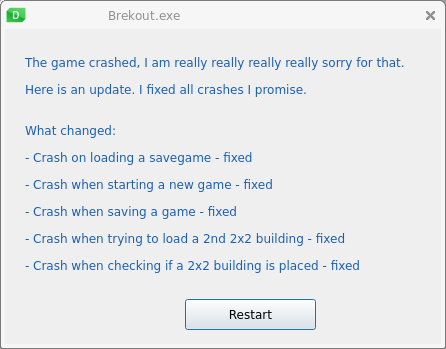 D
Brekout.exe
The game crashed, I am really really really really sorry for that.
Here is an update. I fixed all crashes I promise.
What changed:
- Crash on loading a savegame - fixed
- Crash when starting a new game - fixed
- Crash when saving a game - fixed
- Crash when trying to load a 2nd 2x2 building - fixed
- Crash when checking if a 2x2 building is placed - fixed
Restart